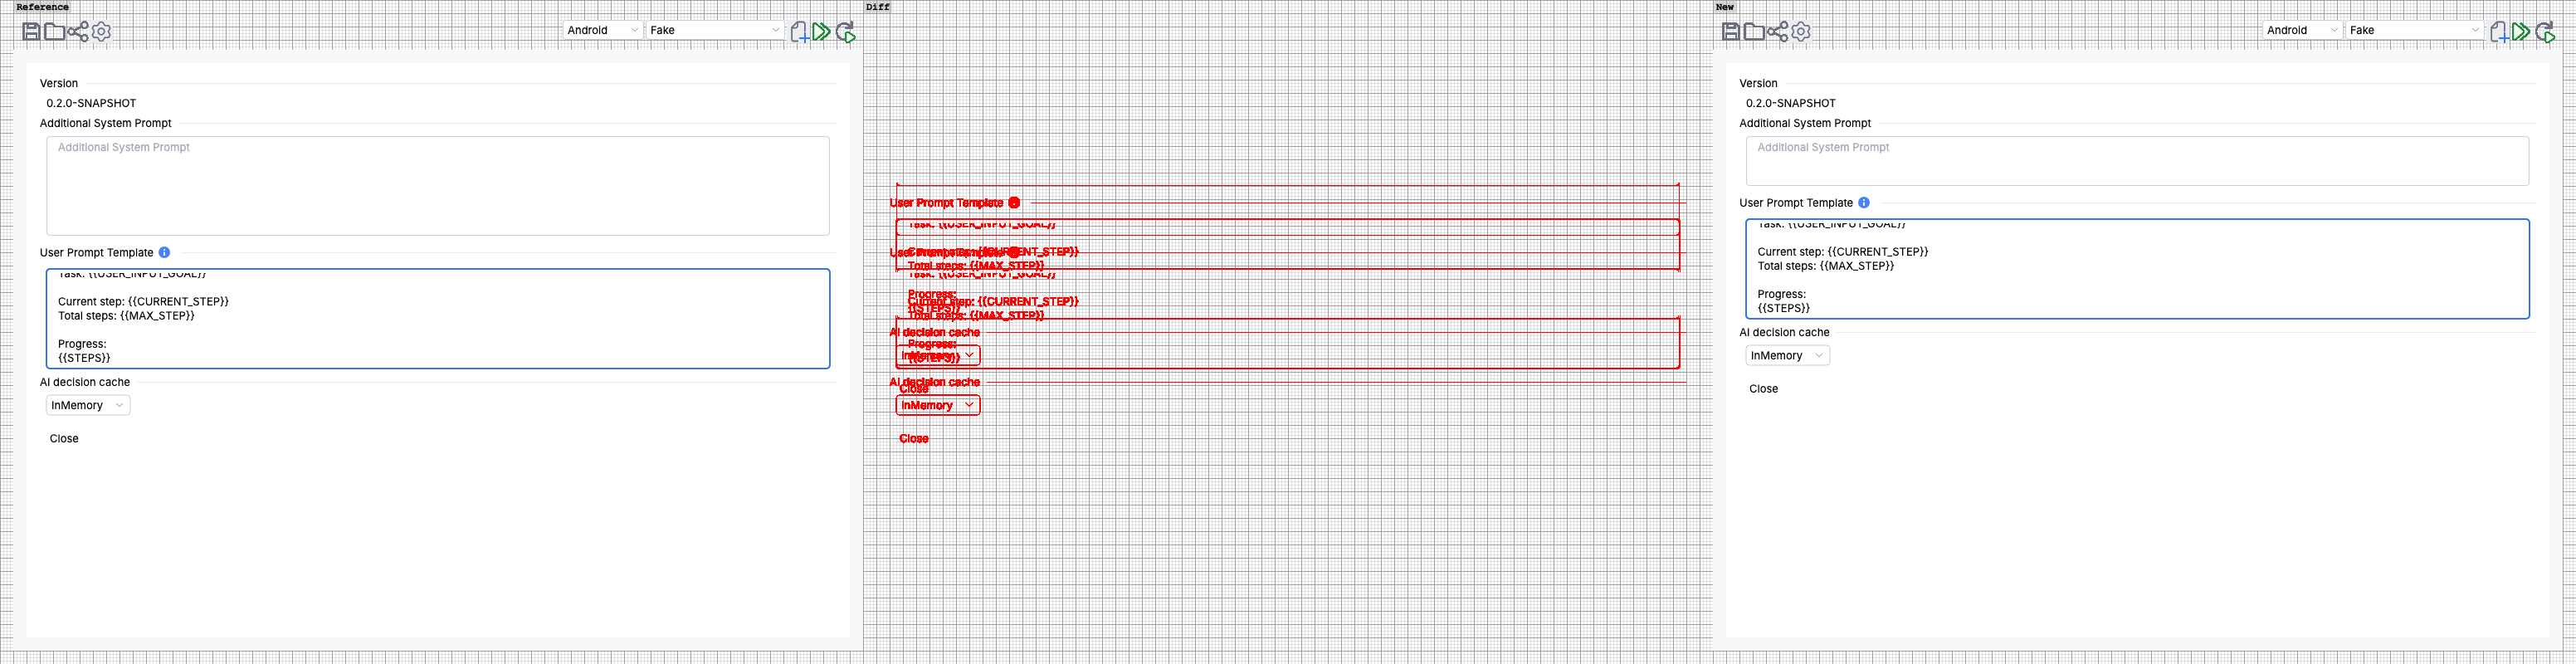 Reference
Android
Fake
Version
0.2.0-SNAPSHOT
Additional System Prompt
Additional System Prompt
User Prompt Template
Task: {{USER_INPUT_GOAL}}
Current step: {{CURRENT_STEP}}
Total steps: {{MAX_STEP}}
Progress:
{{STEPS}}
AI decision cache
InMemory
Close
Diff
User Prompt Template
Task: {{USER_INPUT_GOAL}}
User Prompt Template
Current step: {{CURRENT_STEP}}
Total steps: {{MAX_STEP}}
Task: {{USER_INPUT_GOAL}}
Progress:
Current step: {{CURRENT_STEP}}
{{STEPS}}
Total steps: {{MAX_STEP}}
AI decision cache
Progress:
InMemory
{{STEPS}}
AI decision cache
Close
InMemory
Close
New
Android
Fake
Version
0.2.0-SNAPSHOT
Additional System Prompt
Additional System Prompt
User Prompt Template
Task: {{USER_INPUT_GOAL}}
Current step: {{CURRENT_STEP}}
Total steps: {{MAX_STEP}}
Progress:
{{STEPS}}
AI decision cache
InMemory
Close